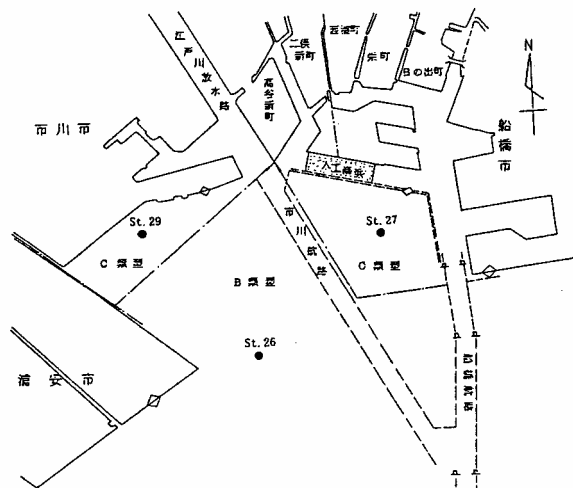 江戸川放水路
二俣新町
西浦町
栄町
日の出町
高谷新町
N
市川市
船橋市
人工海浜
St.29
St.27
市川航路
C 類型
C 類型
B 類型
St.26
浦安市
船橋航路